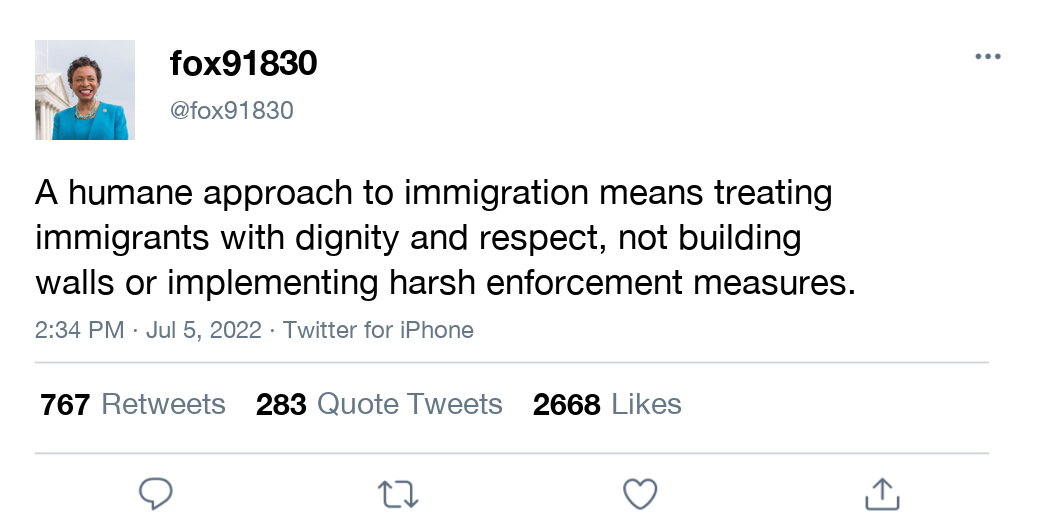 fox91830
@fox91830
A humane approach to immigration means treating
immigrants with dignity and respect, not building
walls or implementing harsh enforcement measures.
2:34 PM · Jul 5, 2022 · Twitter for iPhone
767 Retweets 283 Quote Tweets 2668 Likes